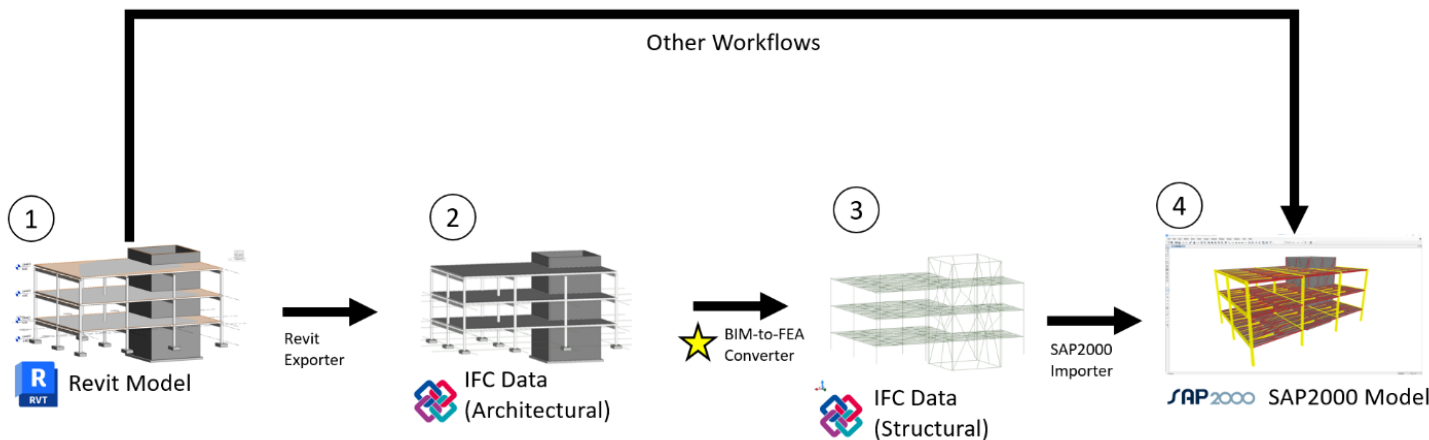 Other Workflows
1
2
3
4
Revit
Exporter
BIM-to-FEA
Converter
SAP2000
Importer
R
RVT
Revit Model
IFC Data
(Architectural)
IFC Data
(Structural)
SAP2000
SAP2000 Model